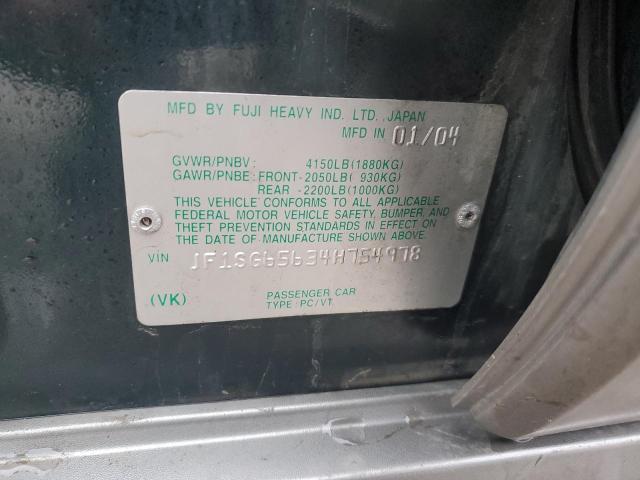 MFD BY FUJI HEAVY IND. LTD. ,JAPAN
MFD IN 01/04
GVWR/PNBV: 4150LB(1880KG)
GAWR/PNBE: FRONT-2050LB( 930KG)
REAR -2200LB(1000KG)
THIS VEHICLE CONFORMS TO ALL APPLICABLE
FEDERAL MOTOR VEHICLE SAFETY, BUMPER, AND
THEFT PREVENTION STANDARDS IN EFFECT ON
THE DATE OF MANUFACTURE SHOWN ABOVE.
VIN JF1SG65634H754978
(VK) PASSENGER CAR
TYPE:PC/VT